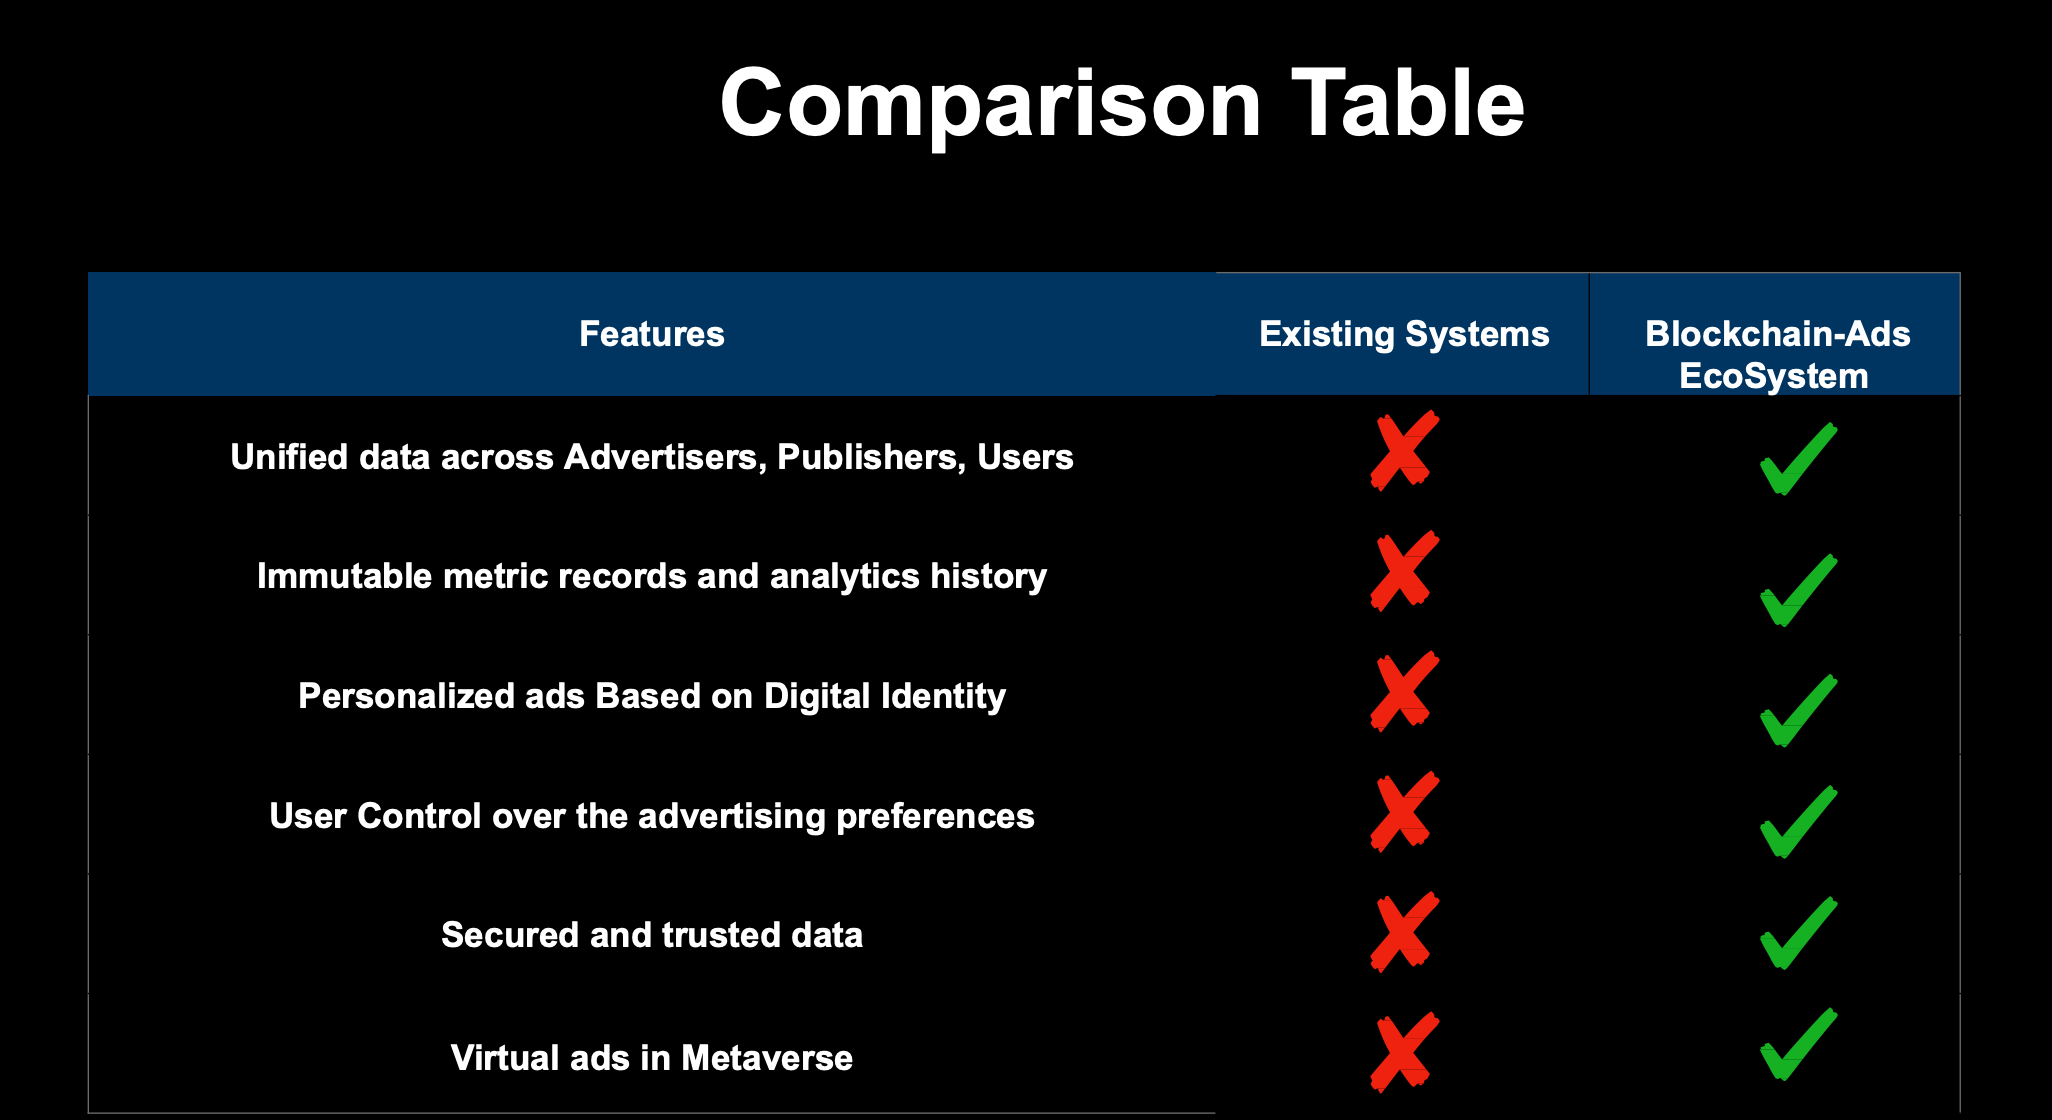 Comparison Table
Features
Existing Systems
Blockchain-Ads
EcoSystem
Unified data across Advertisers, Publishers, Users
Immutable metric records and analytics history
Personalized ads Based on Digital Identity
User Control over the advertising preferences
Secured and trusted data
Virtual ads in Metaverse